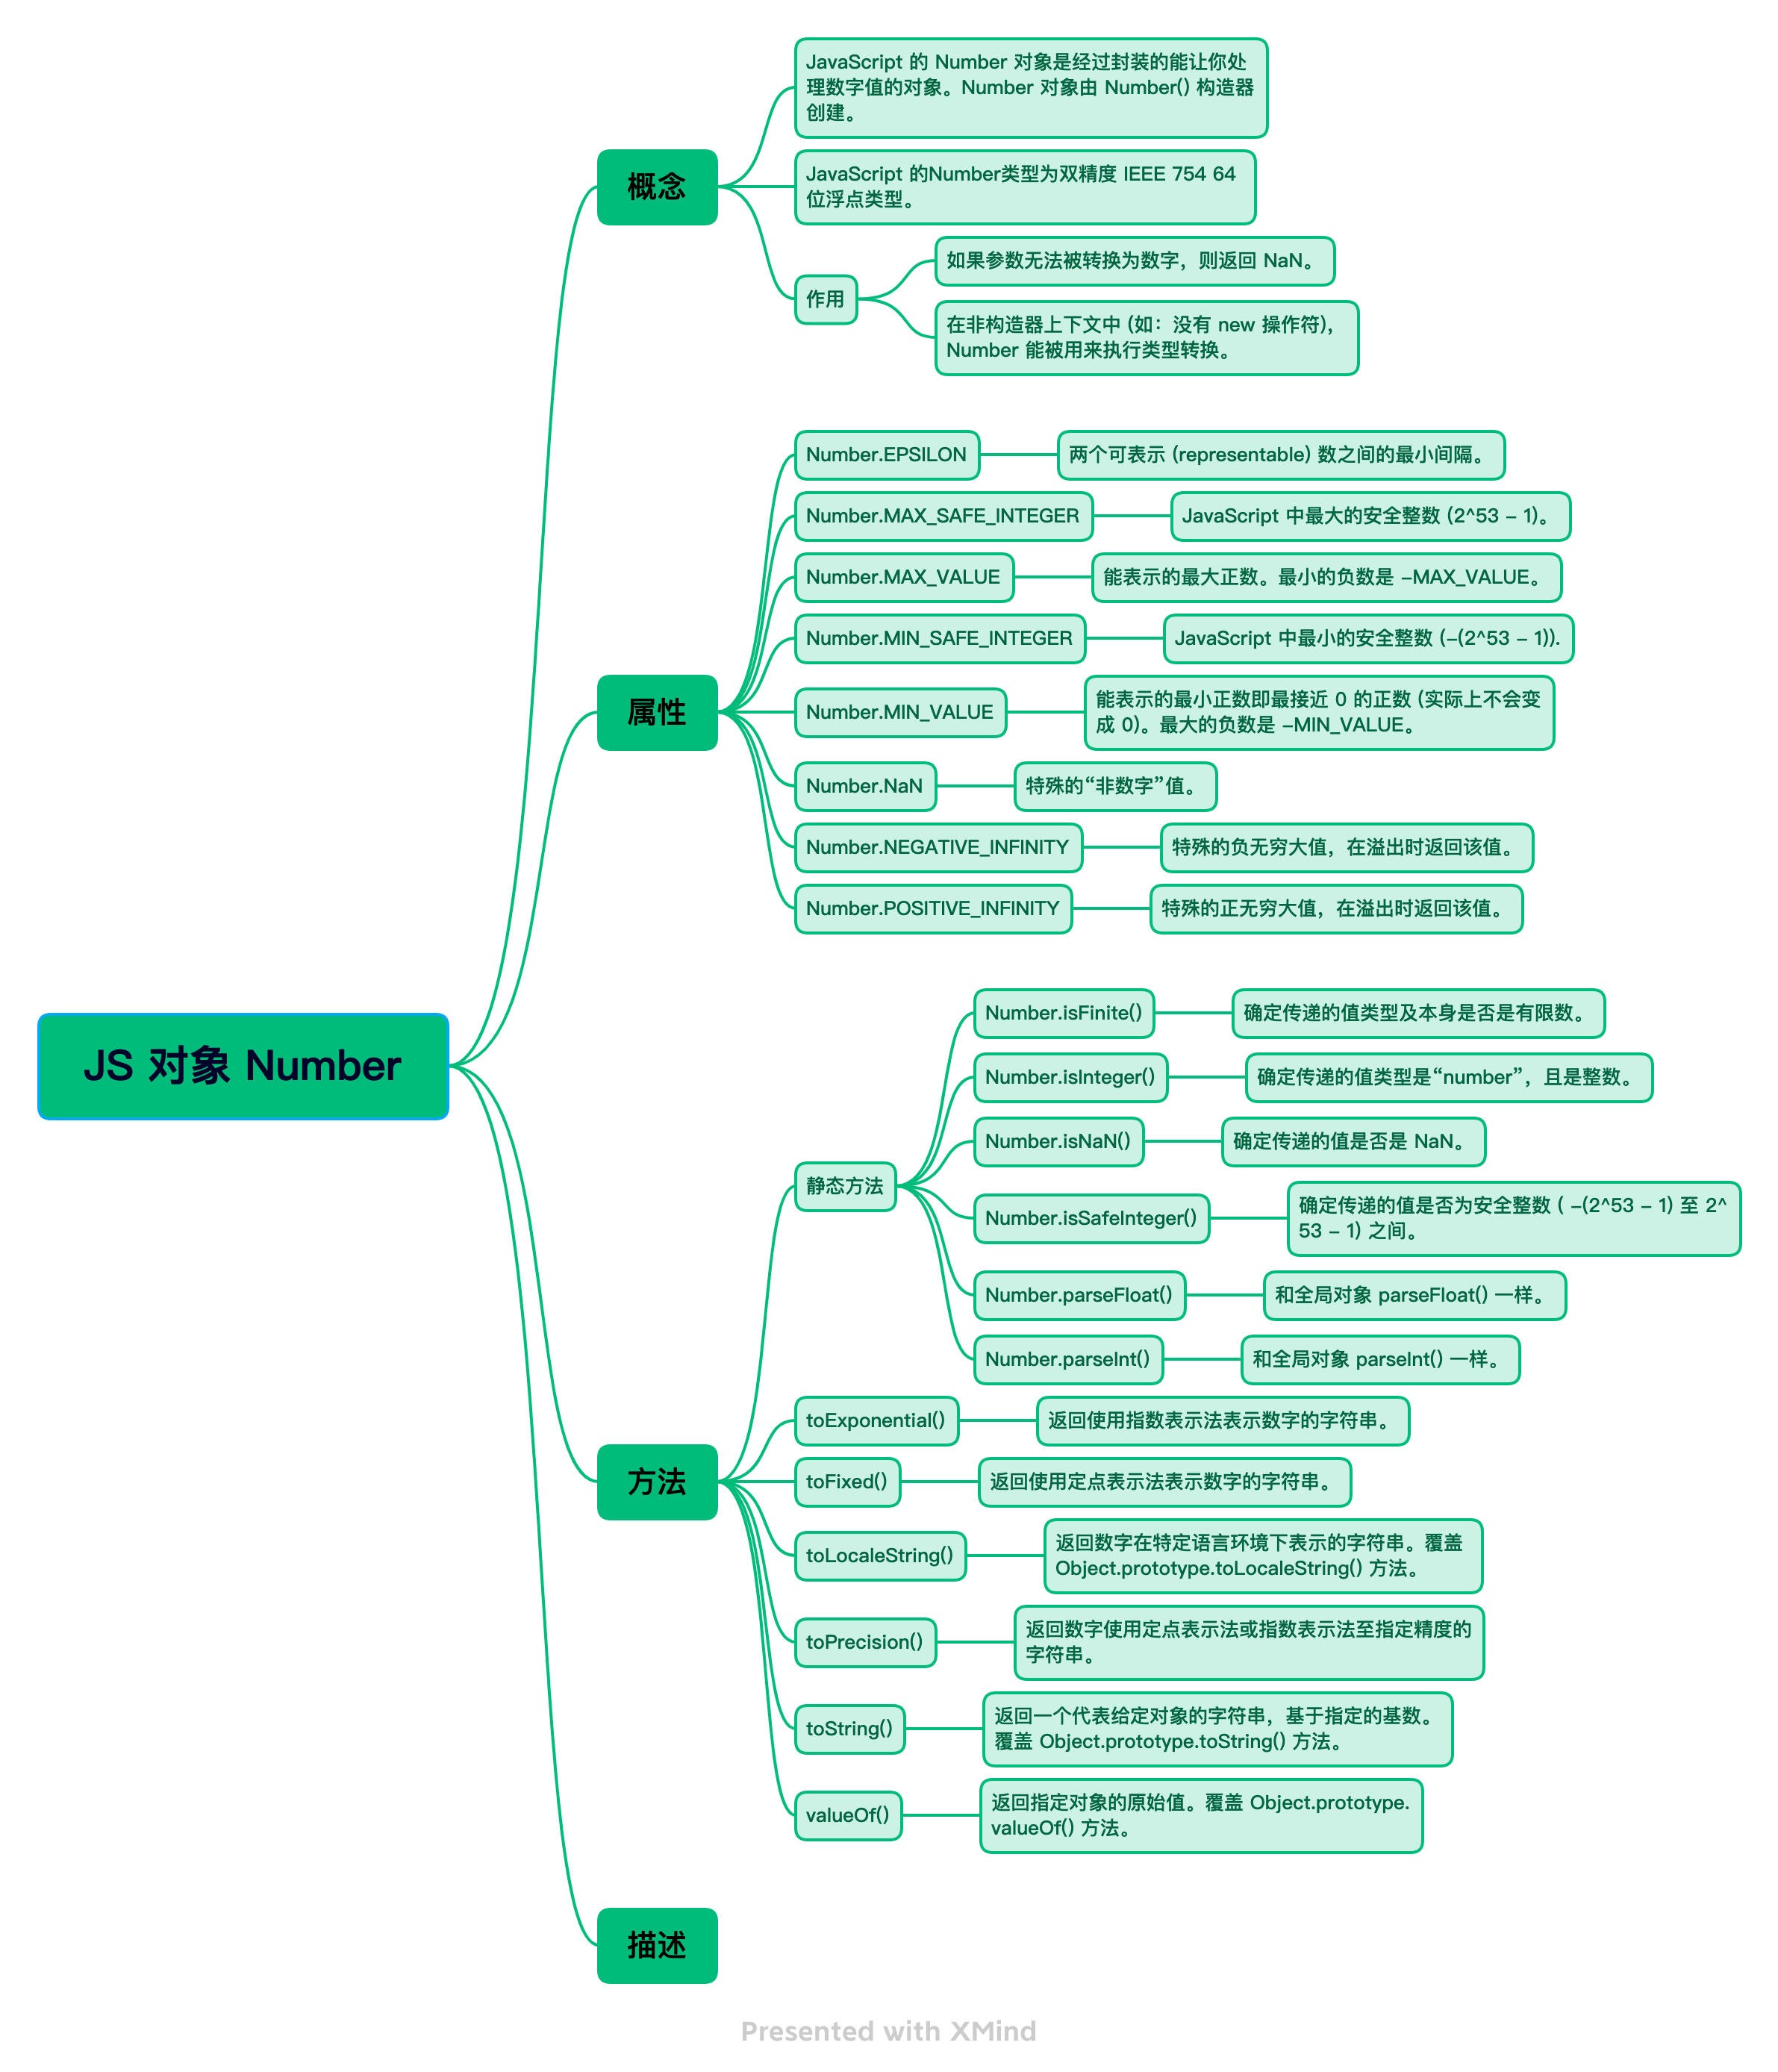 JS 对象 Number
概念
JavaScript 的 Number 对象是经过封装的能让你处
理数字值的对象。Number 对象由 Number() 构造器
创建。
JavaScript 的Number类型为双精度 IEEE 754 64
位浮点类型。
作用
如果参数无法被转换为数字，则返回 NaN。
在非构造器上下文中 (如：没有 new 操作符)，
Number 能被用来执行类型转换。
属性
Number.EPSILON
两个可表示 (representable) 数之间的最小间隔。
Number.MAX_SAFE_INTEGER
JavaScript 中最大的安全整数 (2^53 - 1)。
Number.MAX_VALUE
能表示的最大正数。最小的负数是 -MAX_VALUE。
Number.MIN_SAFE_INTEGER
JavaScript 中最小的安全整数 (-(2^53 - 1)).
Number.MIN_VALUE
能表示的最小正数即最接近 0 的正数 (实际上不会变
成 0)。最大的负数是 -MIN_VALUE。
Number.NaN
特殊的“非数字”值。
Number.NEGATIVE_INFINITY
特殊的负无穷大值，在溢出时返回该值。
Number.POSITIVE_INFINITY
特殊的正无穷大值，在溢出时返回该值。
方法
静态方法
Number.isFinite()
确定传递的值类型及本身是否是有限数。
Number.isInteger()
确定传递的值类型是“number”，且是整数。
Number.isNaN()
确定传递的值是否是 NaN。
Number.isSafeInteger()
确定传递的值是否为安全整数 ( -(2^53 - 1) 至 2^
53 - 1) 之间。
Number.parseFloat()
和全局对象 parseFloat() 一样。
Number.parseInt()
和全局对象 parseInt() 一样。
toExponential()
返回使用指数表示法表示数字的字符串。
toFixed()
返回使用定点表示法表示数字的字符串。
toLocaleString()
返回数字在特定语言环境下表示的字符串。覆盖
Object.prototype.toLocaleString() 方法。
toPrecision()
返回数字使用定点表示法或指数表示法至指定精度的
字符串。
toString()
返回一个代表给定对象的字符串，基于指定的基数。
覆盖 Object.prototype.toString() 方法。
valueOf()
返回指定对象的原始值。覆盖 Object.prototype.
valueOf() 方法。
描述
Presented with XMind